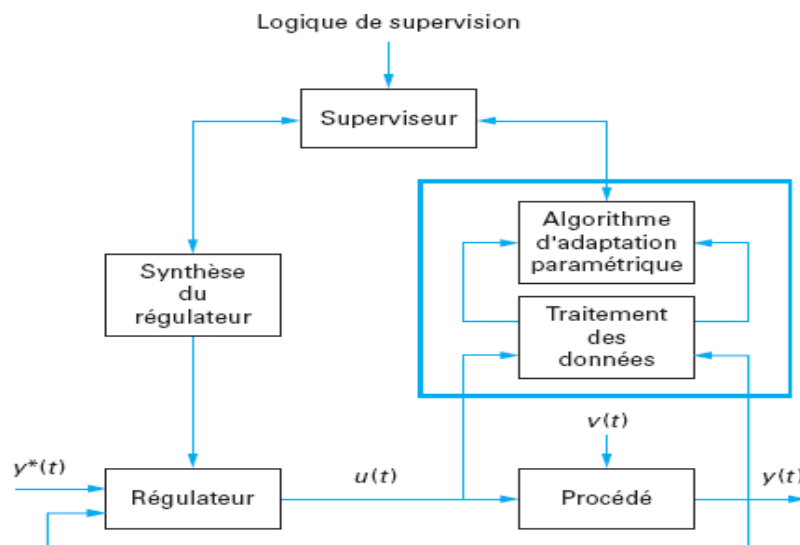 Logique de supervision
Superviseur
Algorithme
d'adaptation
paramétrique
Synthèse
du
régulateur
Traitement
des
données
v(t)
y*(t)
Régulateur
u(t)
Procédé
y(t)